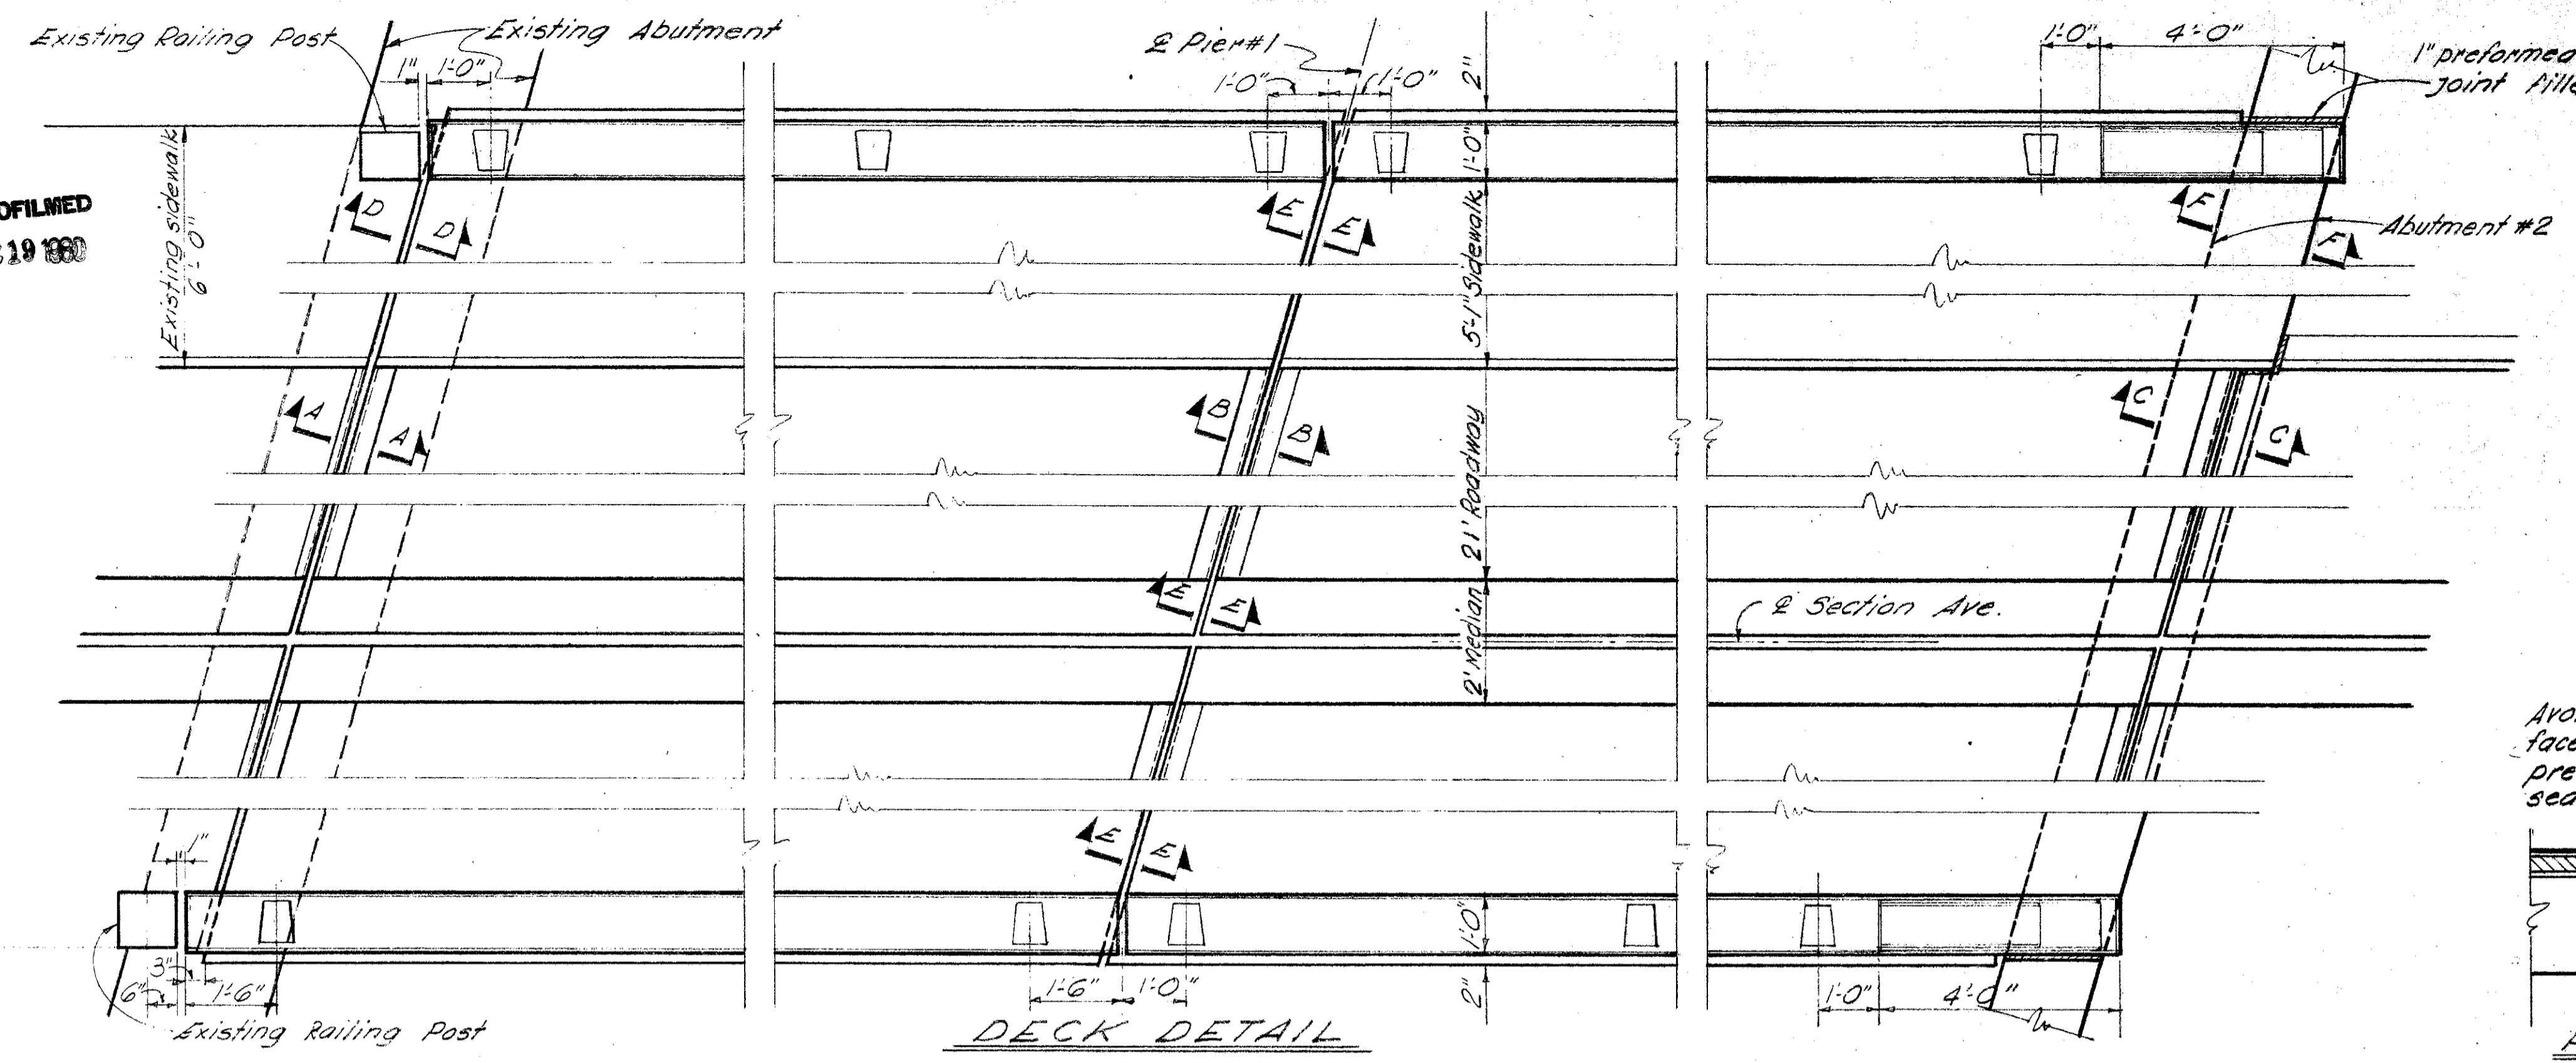 Existing Railing Post
Existing Abutment
1"
1'-0"
℄ Pier#1
1'-0"
1'-0"
2"
1'-0"
4'-0"
1" preformed
Joint
OFILMED
19 1980
Existing sidewalk
6'-0"
1'-0"
D
D
E
E
F
F
Abutment #2
5'-1" Sidewalk
A
A
B
B
C
C
21' Roadway
E
E
℄ Section Ave.
2' Median
face
1"
E
E
1'-0"
3"
6"
1'-6"
1'-6"
1'-0"
2"
1'-0"
4'-0"
Existing Railing Post
DECK DETAIL